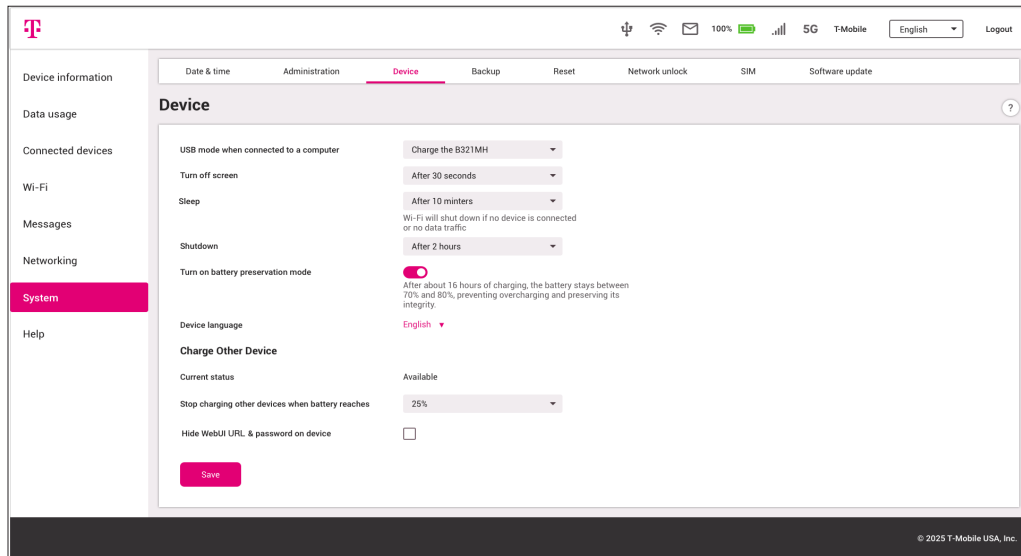 T
100%
5G
T-Mobile
English
Logout
Device information
Data usage
Connected devices
Wi-Fi
Messages
Networking
System
Help
Date & time
Administration
Device
Backup
Reset
Network unlock
SIM
Software update
Device
?
USB mode when connected to a computer
Charge the B321MH
Turn off screen
After 30 seconds
Sleep
After 10 minters
Wi-Fi will shut down if no device is connected
or no data traffic
Shutdown
After 2 hours
Turn on battery preservation mode
After about 16 hours of charging, the battery stays between
70% and 80%, preventing overcharging and preserving its
integrity.
Device language
English
Charge Other Device
Current status
Available
Stop charging other devices when battery reaches
25%
Hide WebUI URL & password on device
Save
© 2025 T-Mobile USA, Inc.